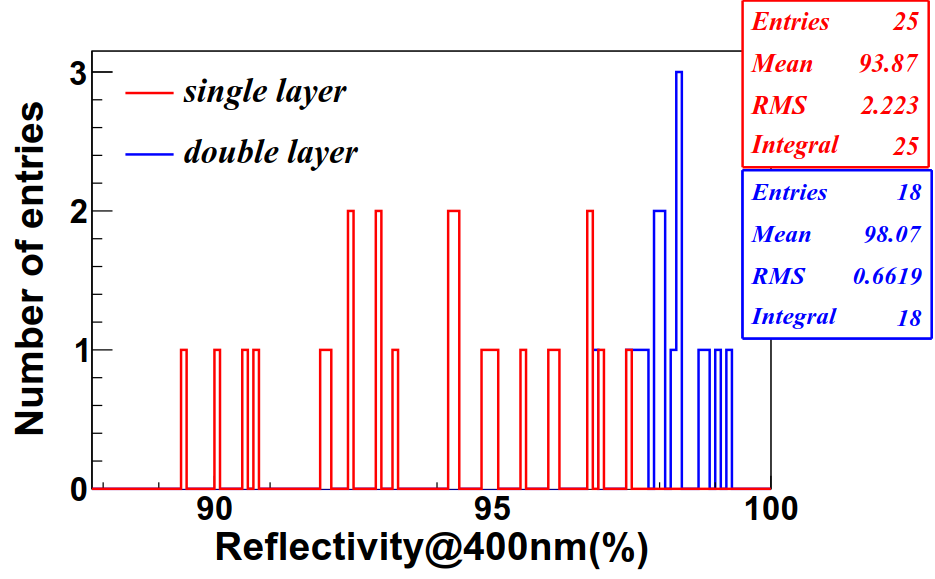 Entries 25
Mean 93.87
RMS 2.223
Integral 25
Entries 18
Mean 98.07
RMS 0.6619
Integral 18
single layer
double layer
Number of entries
3
2
1
0
90 95 100
Reflectivity@400nm(%)